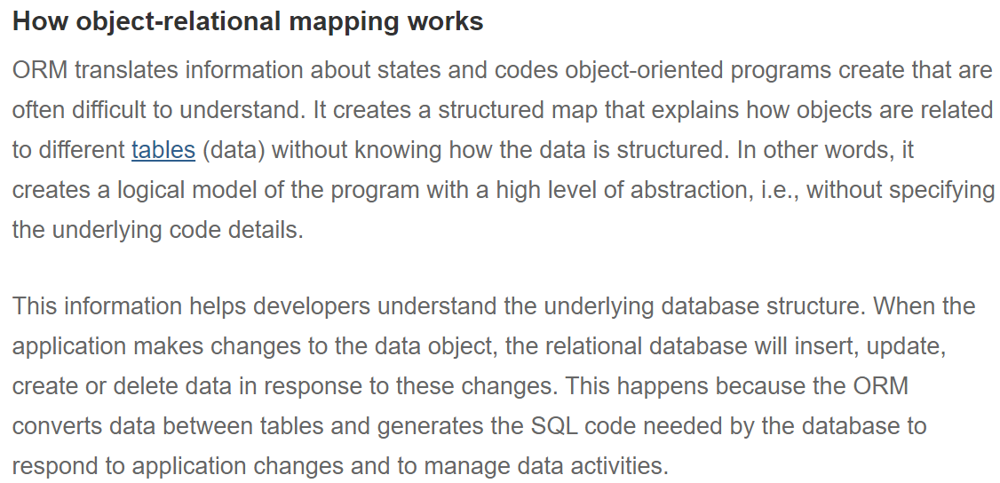 How object-relational mapping works
ORM translates information about states and codes object-oriented programs create that are
often difficult to understand. It creates a structured map that explains how objects are related
to different tables (data) without knowing how the data is structured. In other words, it
creates a logical model of the program with a high level of abstraction, i.e., without specifying
the underlying code details.
This information helps developers understand the underlying database structure. When the
application makes changes to the data object, the relational database will insert, update,
create or delete data in response to these changes. This happens because the ORM
converts data between tables and generates the SQL code needed by the database to
respond to application changes and to manage data activities.